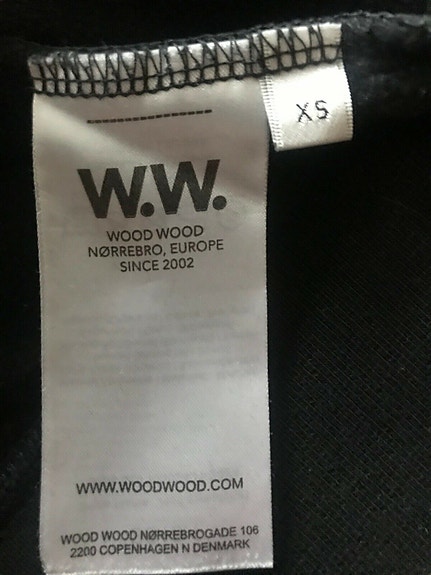 XS
W.W.
WOOD WOOD
NØRREBRO, EUROPE
SINCE 2002
WWW.WOODWOOD.COM
WOOD WOOD NØRREBROGADE 106
2200 COPENHAGEN N DENMARK